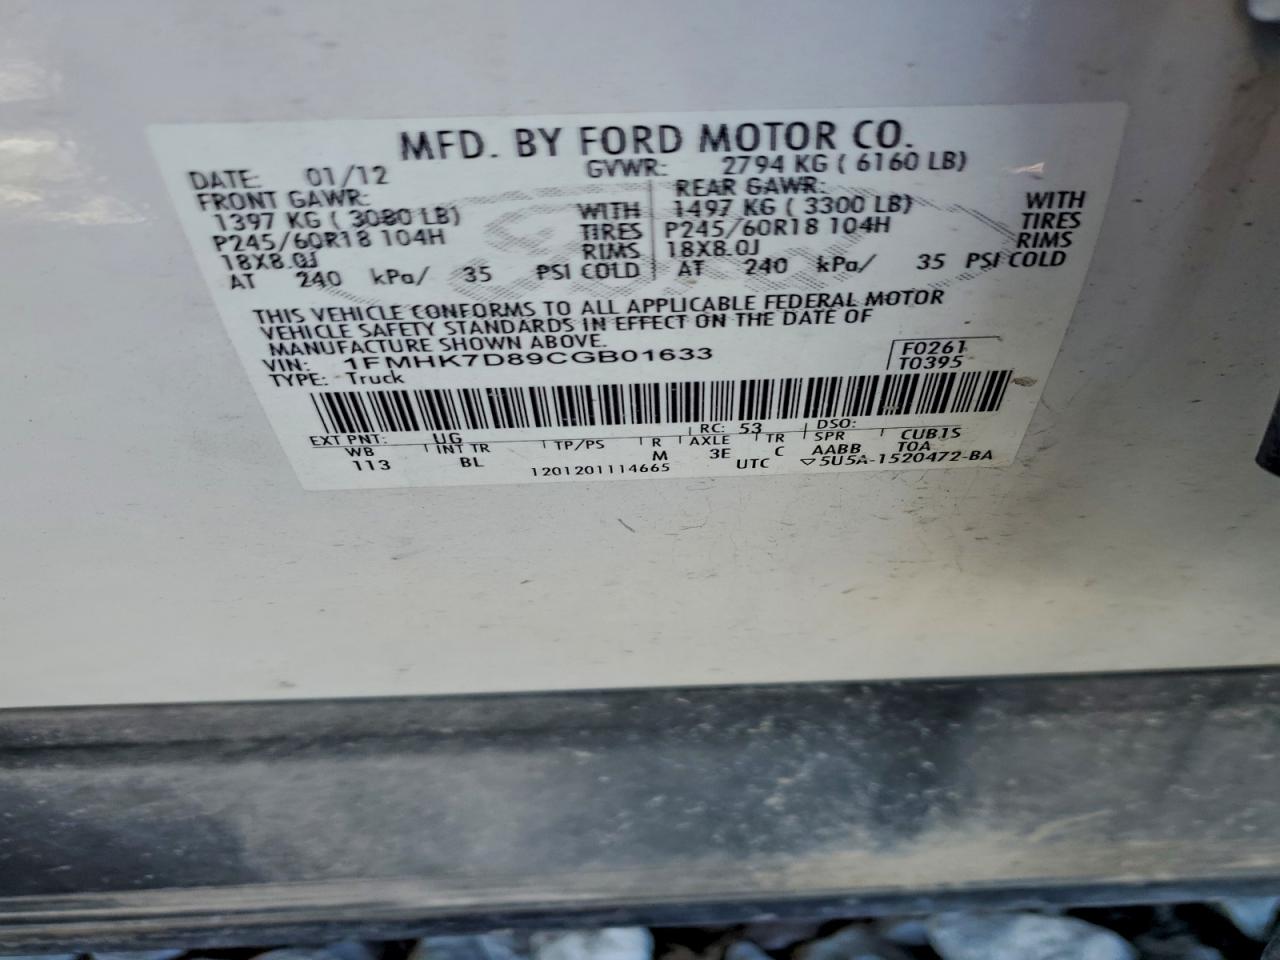 MFD. BY FORD MOTOR CO.
DATE: 01/12 GVWR: 2794 KG ( 6160 LB)
FRONT GAWR: REAR GAWR:
1397 KG ( 3080 LB) WITH 1497 KG ( 3300 LB) WITH
P245/60R18 104H TIRES P245/60R18 104H TIRES
18X8.0J RIMS 18X8.0J RIMS
AT 240 kPa/ 35 PSI COLD AT 240 kPa/ 35 PSI COLD
THIS VEHICLE CONFORMS TO ALL APPLICABLE FEDERAL MOTOR
VEHICLE SAFETY STANDARDS IN EFFECT ON THE DATE OF
MANUFACTURE SHOWN ABOVE.
VIN: 1FMHK7D89CGB01633 F0261
TYPE: Truck T0395
EXT PNT: UG RC: 53 DSO:
WB INT TR TP/PS R AXLE TR SPR CUB1S
113 BL M 3E C AABB T0A
1201201114665 UTC ▽5U5A-1520472-BA